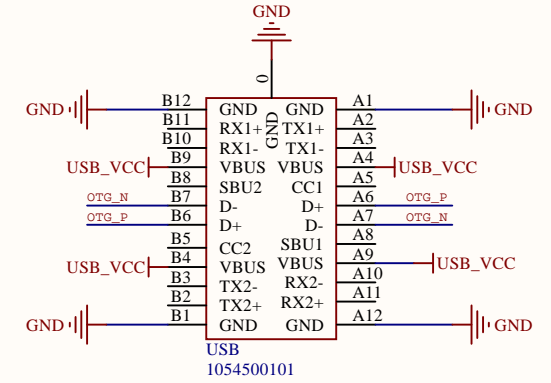 GND
0
GND
GND B12 GND GND A1 GND
B11 RX1+ TX1+ A2
B10 RX1- TX1- A3
USB_VCC B9 VBUS VBUS A4 USB_VCC
B8 SBU2 CC1 A5
OTG_N B7 D- D+ A6 OTG_P
OTG_P B6 D+ D- A7 OTG_N
B5 CC2 SBU1 A8
USB_VCC B4 VBUS VBUS A9 USB_VCC
B3 TX2- RX2- A10
B2 TX2+ RX2+ A11
GND B1 GND GND A12 GND
USB
1054500101